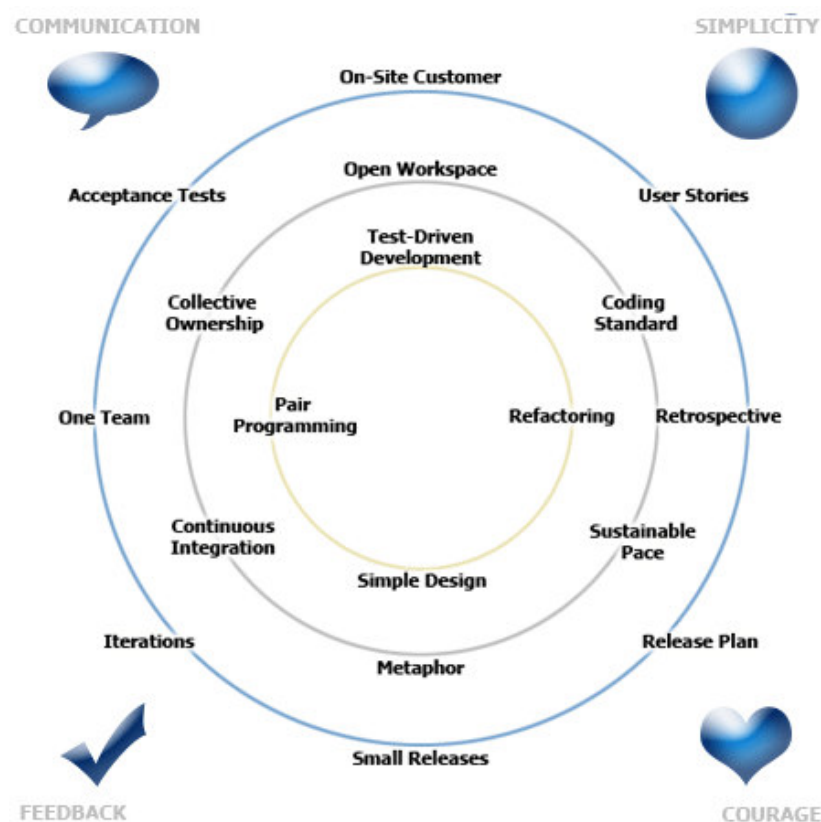 COMMUNICATION
SIMPLICITY
On-Site Customer
Open Workspace
Acceptance Tests
User Stories
Test-Driven
Development
Collective
Ownership
Coding
Standard
One Team
Pair
Programming
Refactoring
Retrospective
Continuous
Integration
Sustainable
Pace
Simple Design
Iterations
Release Plan
Metaphor
Small Releases
FEEDBACK
COURAGE